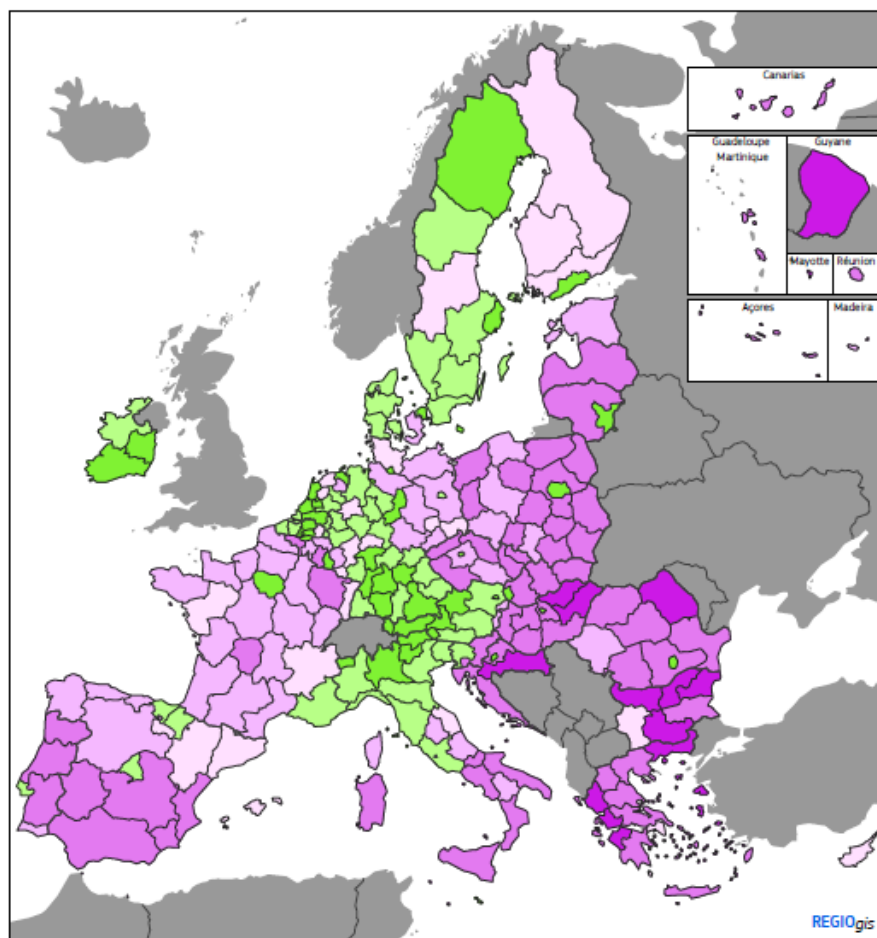 Canarias
Guadeloupe
Martinique
Guyane
Mayotte
Réunion
Açores
Madeira
REGIOgis